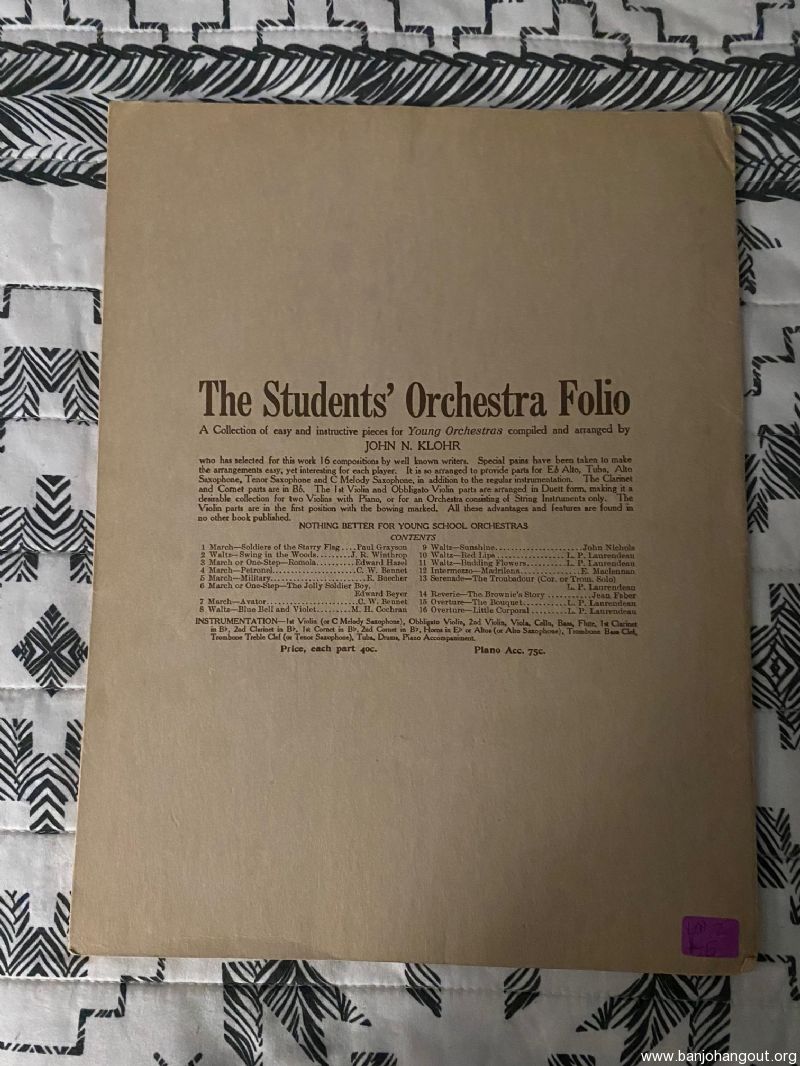 The Students' Orchestra Folio
A Collection of easy and instructive pieces for Young Orchestras compiled and arranged by
JOHN N. KLOHR
who has selected for this work 16 compositions by well known writers. Special pains have been taken to make
the arrangements easy, yet interesting for each player. It is so arranged to provide parts for E♭ Alto, Tuba, Alto
Saxophone, Tenor Saxophone and C Melody Saxophone, in addition to the regular instrumentation. The Clarinet
and Cornet parts are in B♭. The 1st Violin and Obbligato Violin parts are arranged in Duett form, making it a
desirable collection for two Violins with Piano, or for an Orchestra consisting of String Instruments only. The
Violin parts are in the first position with the bowing marked. All these advantages and features are found in
no other book published.
NOTHING BETTER FOR YOUNG SCHOOL ORCHESTRAS
CONTENTS
1 March—Soldiers of the Starry Flag....Paul Grayson
2 Waltz—Swing in the Woods........J. R. Winthrop
3 March or One-Step—Romola.........Edward Hazel
4 March—Petronel....................C. W. Bennet
5 March—Military......................E. Boccher
6 March or One-Step—The Jolly Soldier Boy,
Edward Beyer
7 March—Avator.....................C. W. Bennet
8 Waltz—Blue Bell and Violet........M. H. Cochran
9 Waltz—Sunshine....................John Nichols
10 Waltz—Red Lips................L. P. Laurendeau
11 Waltz—Budding Flowers.........L. P. Laurendeau
12 Intermezzo—Madrilena.............E. Maclennan
13 Serenade—The Troubadour (Cor. or Trom. Solo)
L. P. Laurendeau
14 Reverie—The Brownie's Story ..........Jean Faber
15 Overture—The Bouquet..........L. P. Laurendeau
16 Overture—Little Corporal.......L. P. Laurendeau
INSTRUMENTATION—1st Violin (or C Melody Saxophone), Obbligato Violin, 2nd Violin, Viola, Cello, Bass, Flute, 1st Clarinet
in B♭, 2nd Clarinet in B♭, 1st Cornet in B♭, 2nd Cornet in B♭, Horns in E♭ or Altos (or Alto Saxophone), Trombone Bass Clef,
Trombone Treble Clef (or Tenor Saxophone), Tuba, Drums, Piano Accompaniment.
Price, each part 40c. Piano Acc. 75c.
www.banjohangout.org